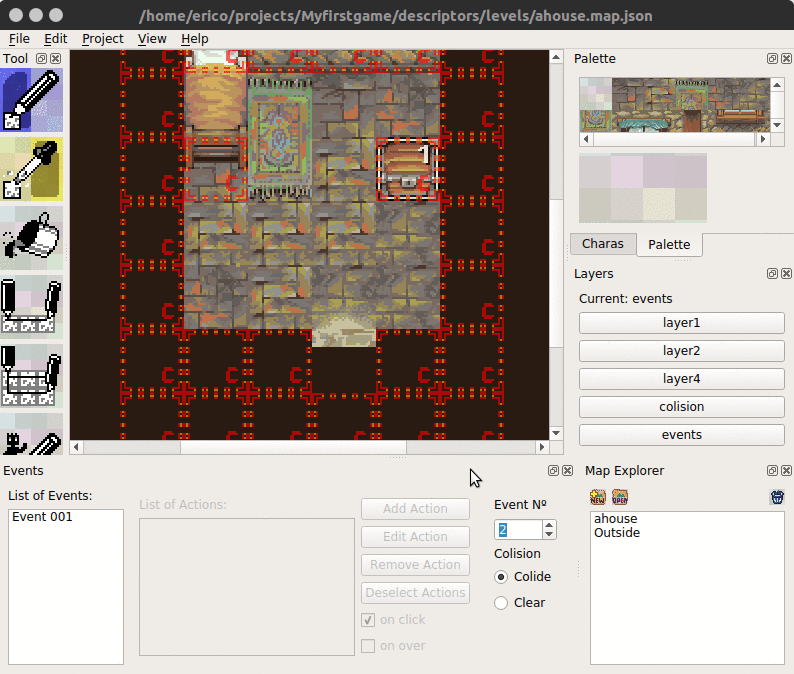 /home/erico/projects/Myfirstgame/descriptors/levels/ahouse.map.json
File Edit Project View Help
Tool
C C C C
C C
1
C C C C
C C
C C
C C C C
C C
Palette
Charas Palette
Layers
Current: events
layer1
layer2
layer4
colision
events
Events
List of Events:
Event 001
List of Actions:
Add Action
Edit Action
Remove Action
Deselect Actions
on click
on over
Event Nº
2
Colision
Colide
Clear
Map Explorer
NEW OPEN
ahouse
Outside